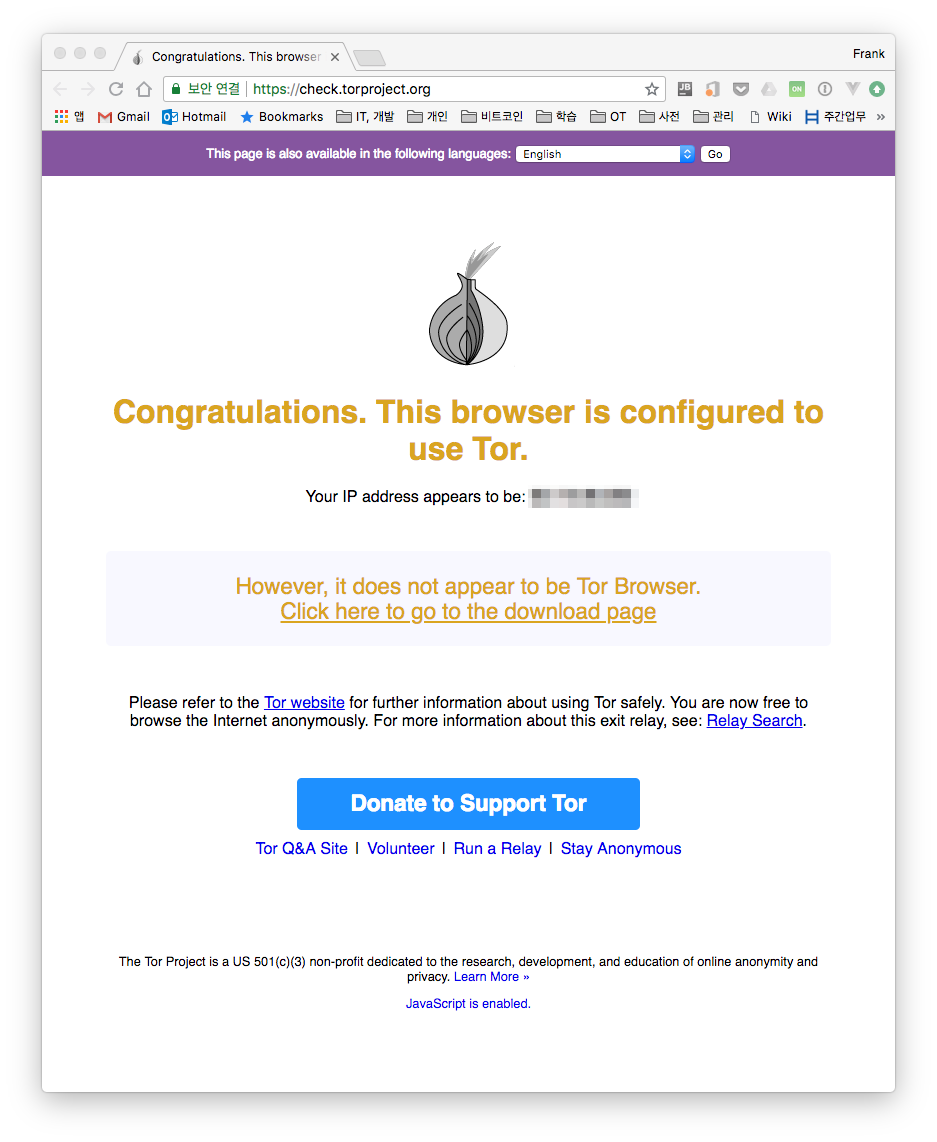 Congratulations. This browser
Frank
보안 연결 https://check.torproject.org
JB ON
앱 Gmail Hotmail Bookmarks IT, 개발 개인 비트코인 학습 OT 사전 관리 Wiki 주간업무 »
This page is also available in the following languages: English Go
Congratulations. This browser is configured to
use Tor.
Your IP address appears to be:
However, it does not appear to be Tor Browser.
Click here to go to the download page
Please refer to the Tor website for further information about using Tor safely. You are now free to
browse the Internet anonymously. For more information about this exit relay, see: Relay Search.
Donate to Support Tor
Tor Q&A Site | Volunteer | Run a Relay | Stay Anonymous
The Tor Project is a US 501(c)(3) non-profit dedicated to the research, development, and education of online anonymity and
privacy. Learn More »
JavaScript is enabled.